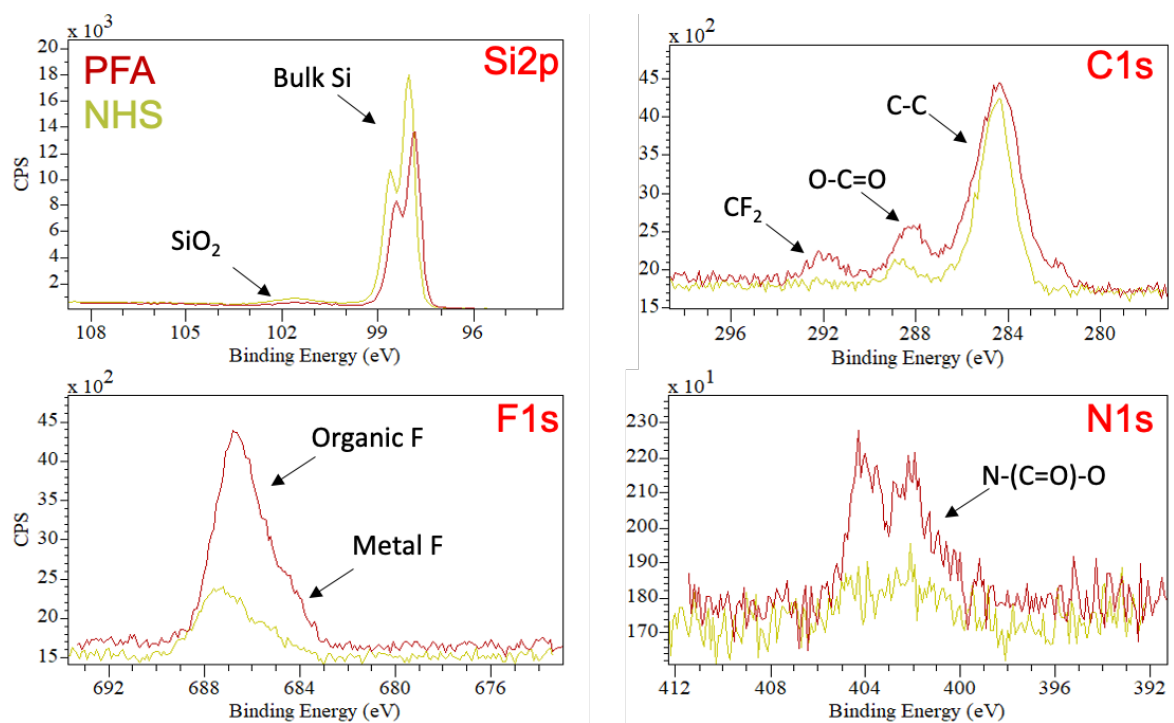 x 10³
Si2p
PFA
NHS
Bulk Si
SiO₂
20
18
16
14
12
10
8
6
4
2
CPS
108 105 102 99 96
Binding Energy (eV)
x 10²
C1s
C-C
O-C=O
CF₂
45
40
35
30
25
20
15
296 292 288 284 280
Binding Energy (eV)
x 10²
F1s
Organic F
Metal F
45
40
35
30
25
20
15
CPS
692 688 684 680 676
Binding Energy (eV)
x 10¹
N1s
N-(C=O)-O
230
220
210
200
190
180
170
412 408 404 400 396 392
Binding Energy (eV)